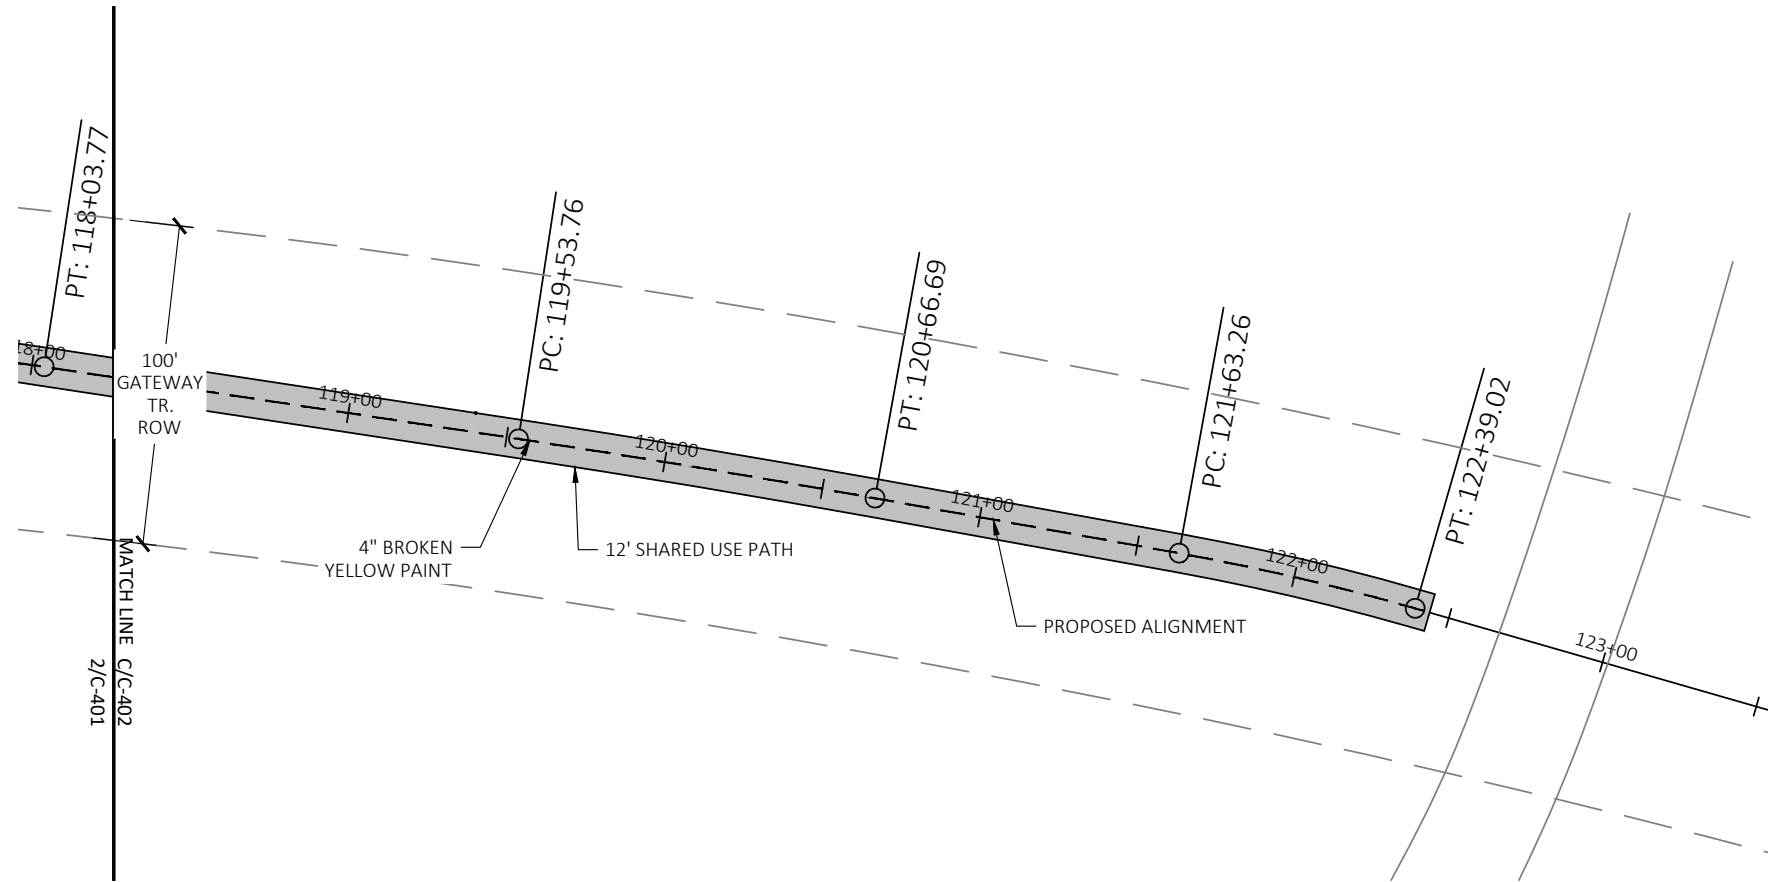 PT: 118+03.77
PC: 119+53.76
PT: 120+66.69
PC: 121+63.26
PT: 122+39.02
18+00
119+00
120+00
121+00
122+00
123+00
100'
GATEWAY
TR.
ROW
4" BROKEN
YELLOW PAINT
12' SHARED USE PATH
PROPOSED ALIGNMENT
MATCH LINE C/C-402
2/C-401